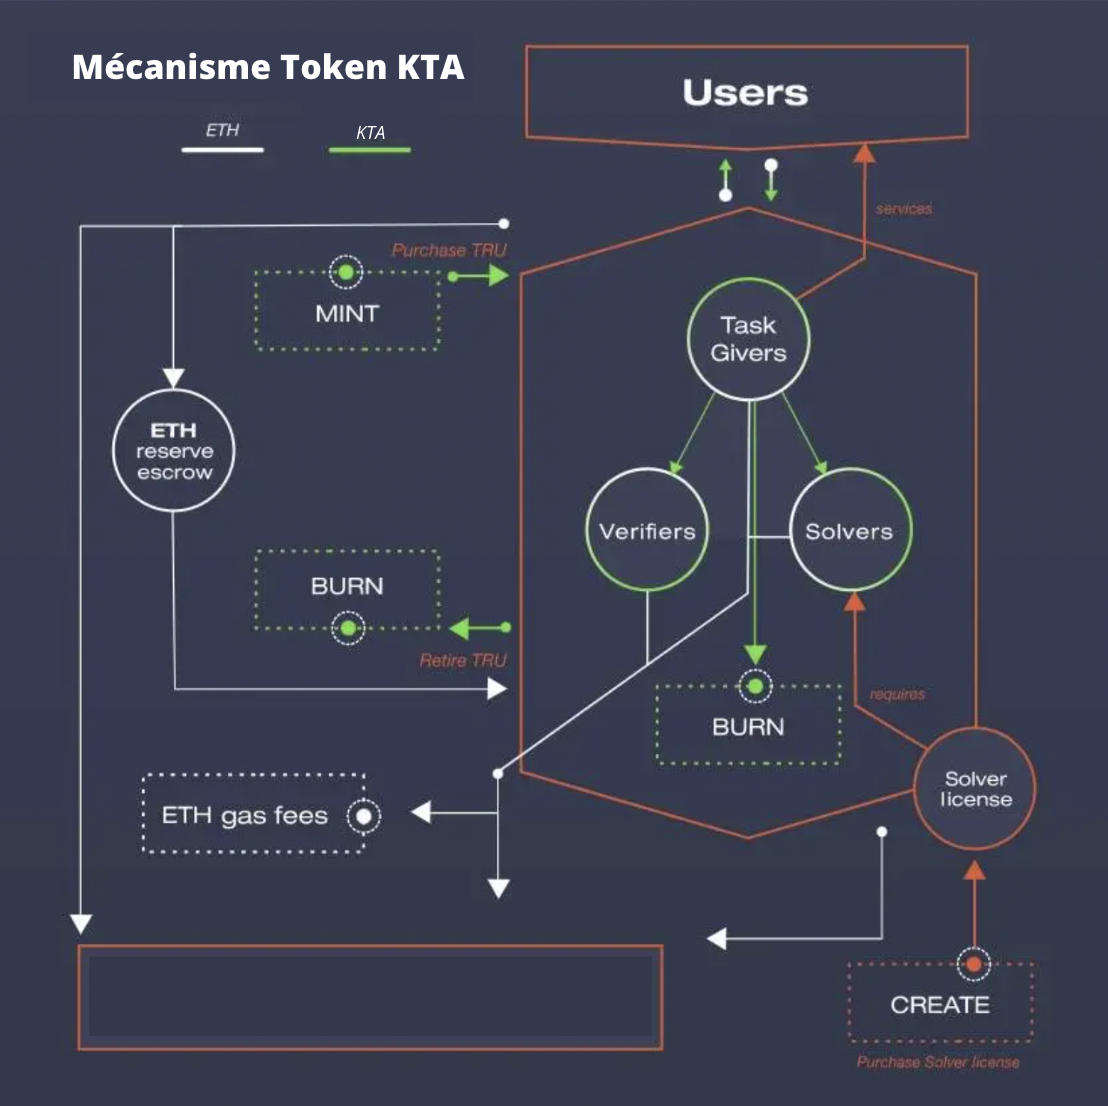 Mécanisme Token KTA
ETH
KTA
Users
services
Purchase TRU
MINT
Task
Givers
ETH
reserve
escrow
Verifiers
Solvers
BURN
Retire TRU
requires
BURN
Solver
license
ETH gas fees
CREATE
Purchase Solver license